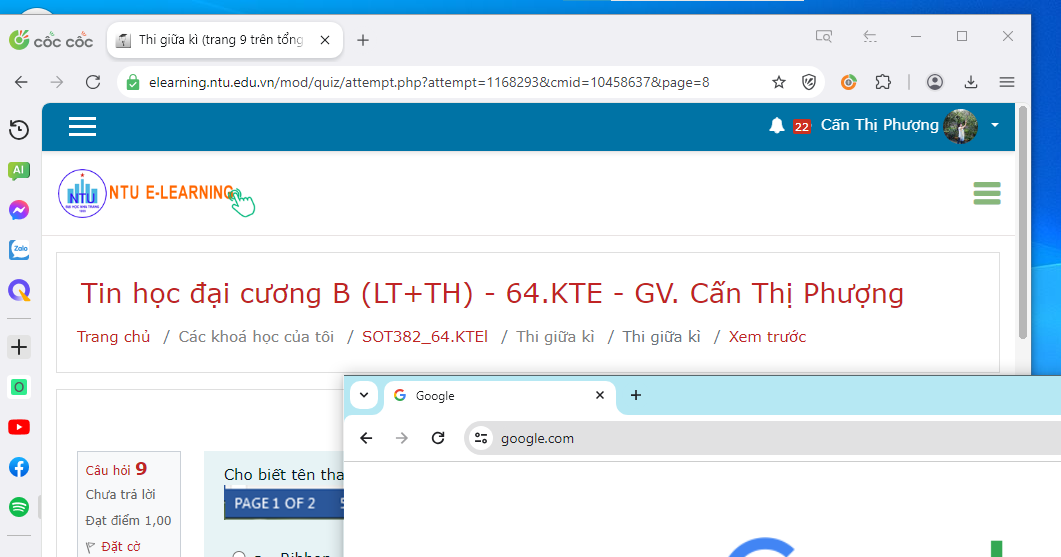 cốc cốc
Thi giữa kì (trang 9 trên tổng
elearning.ntu.edu.vn/mod/quiz/attempt.php?attempt=1168293&cmid=10458637&page=8
22 Cấn Thị Phượng
AI
NTU
NTU E-LEARNING
Zalo
Tin học đại cương B (LT+TH) - 64.KTE - GV. Cấn Thị Phượng
Trang chủ / Các khoá học của tôi / SOT382_64.KTEl / Thi giữa kì / Thi giữa kì / Xem trước
Google
google.com
Câu hỏi 9
Chưa trả lời
Đạt điểm 1,00
Đặt cờ
Cho biết tên tha
PAGE 1 OF 2
Ribbon